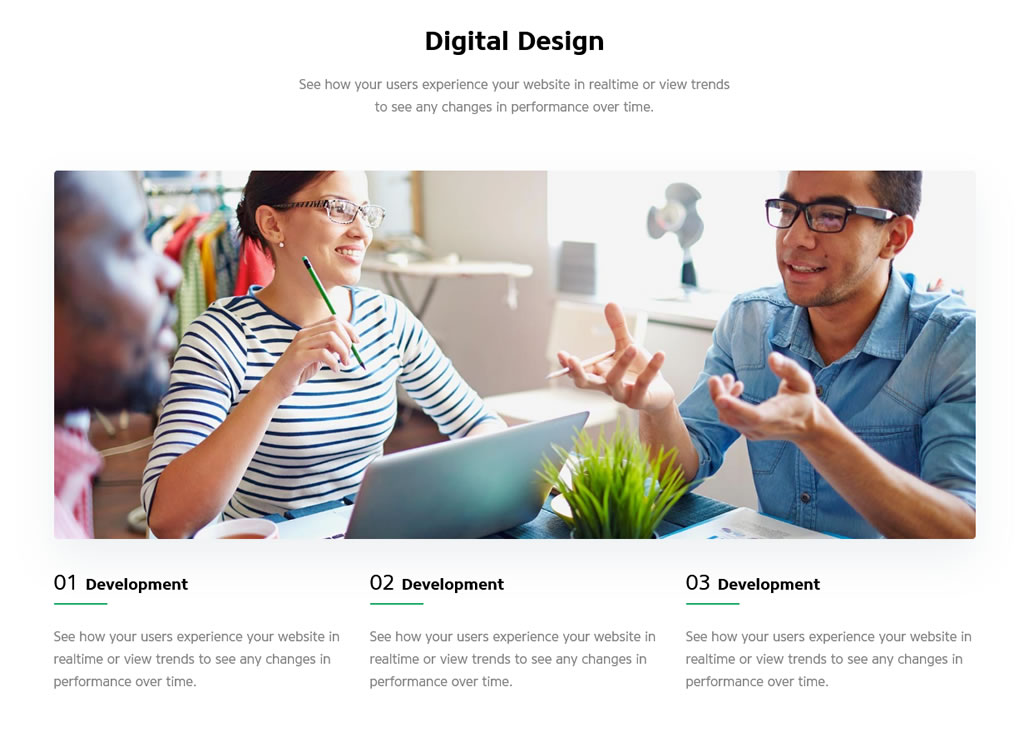 Digital Design
See how your users experience your website in realtime or view trends
to see any changes in performance over time.
01 Development
02 Development
03 Development
See how your users experience your website in
realtime or view trends to see any changes in
performance over time.
See how your users experience your website in
realtime or view trends to see any changes in
performance over time.
See how your users experience your website in
realtime or view trends to see any changes in
performance over time.